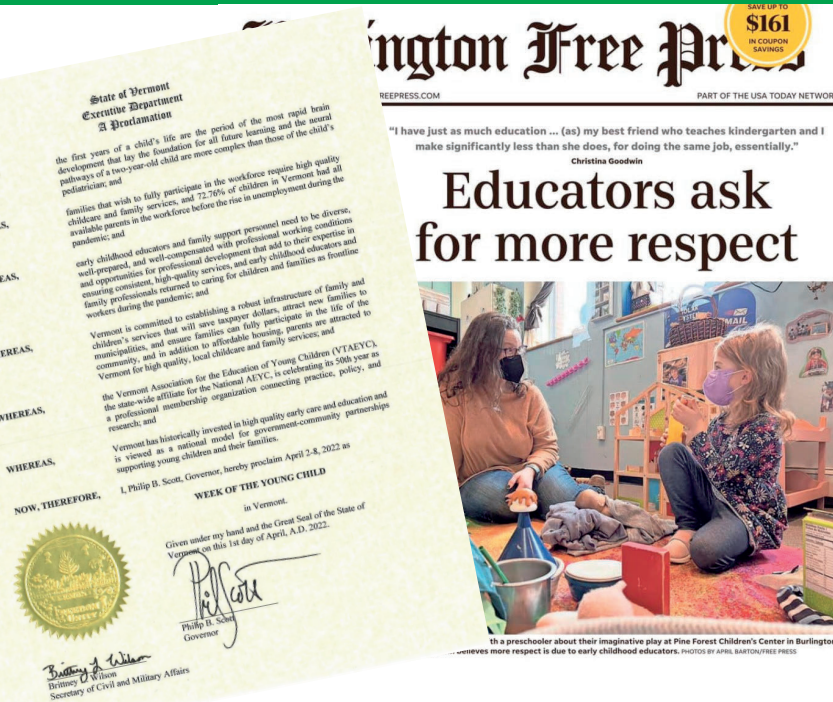 State of Vermont
Executive Department
A Proclamation
the first years of a child's life are the period of the most rapid brain
development that lay the foundation for all future learning and the neural
pathways of a two-year-old child are more complex than those of the child's
pediatrician; and
families that wish to fully participate in the workforce require high quality
childcare and family services, and 72.76% of children in Vermont had all
available parents in the workforce before the rise in unemployment during the
pandemic; and
early childhood educators and family support personnel need to be diverse,
well-prepared, and well-compensated with professional working conditions
and opportunities for professional development that add to their expertise in
ensuring consistent, high-quality services, and early childhood educators and
family professionals returned to caring for children and families as frontline
workers during the pandemic; and
EAS,
EREAS,
Vermont is committed to establishing a robust infrastructure of family and
children's services that will save taxpayer dollars, attract new families to
municipalities, and ensure families can fully participate in the life of the
community, and in addition to affordable housing, parents are attracted to
Vermont for high quality, local childcare and family services; and
WHEREAS,
the Vermont Association for the Education of Young Children (VTAEYC),
the state-wide affiliate for the National AEYC, is celebrating its 50th year as
a professional membership organization connecting practice, policy, and
research; and
WHEREAS,
Vermont has historically invested in high quality early care and education and
is viewed as a national model for government-community partnerships
supporting young children and their families.
NOW, THEREFORE,
I, Philip B. Scott, Governor, hereby proclaim April 2-8, 2022 as
WEEK OF THE YOUNG CHILD
in Vermont.
Given under my hand and the Great Seal of the State of
Vermont on this 1st day of April, A.D. 2022.
Phil Scott
Philip B. Scott
Governor
Brittney L Wilson
Brittney Wilson
Secretary of Civil and Military Affairs
ington Free Press
SAVE UP TO
$161
IN COUPON
SAVINGS
REEPRESS.COM
PART OF THE USA TODAY NETWOR
"I have just as much education ... (as) my best friend who teaches kindergarten and I
make significantly less than she does, for doing the same job, essentially."
Christina Goodwin
Educators ask
for more respect
MAIL
th a preschooler about their imaginative play at Pine Forest Children's Center in Burlington
believes more respect is due to early childhood educators. PHOTOS BY APRIL BARTON/FREE PRESS